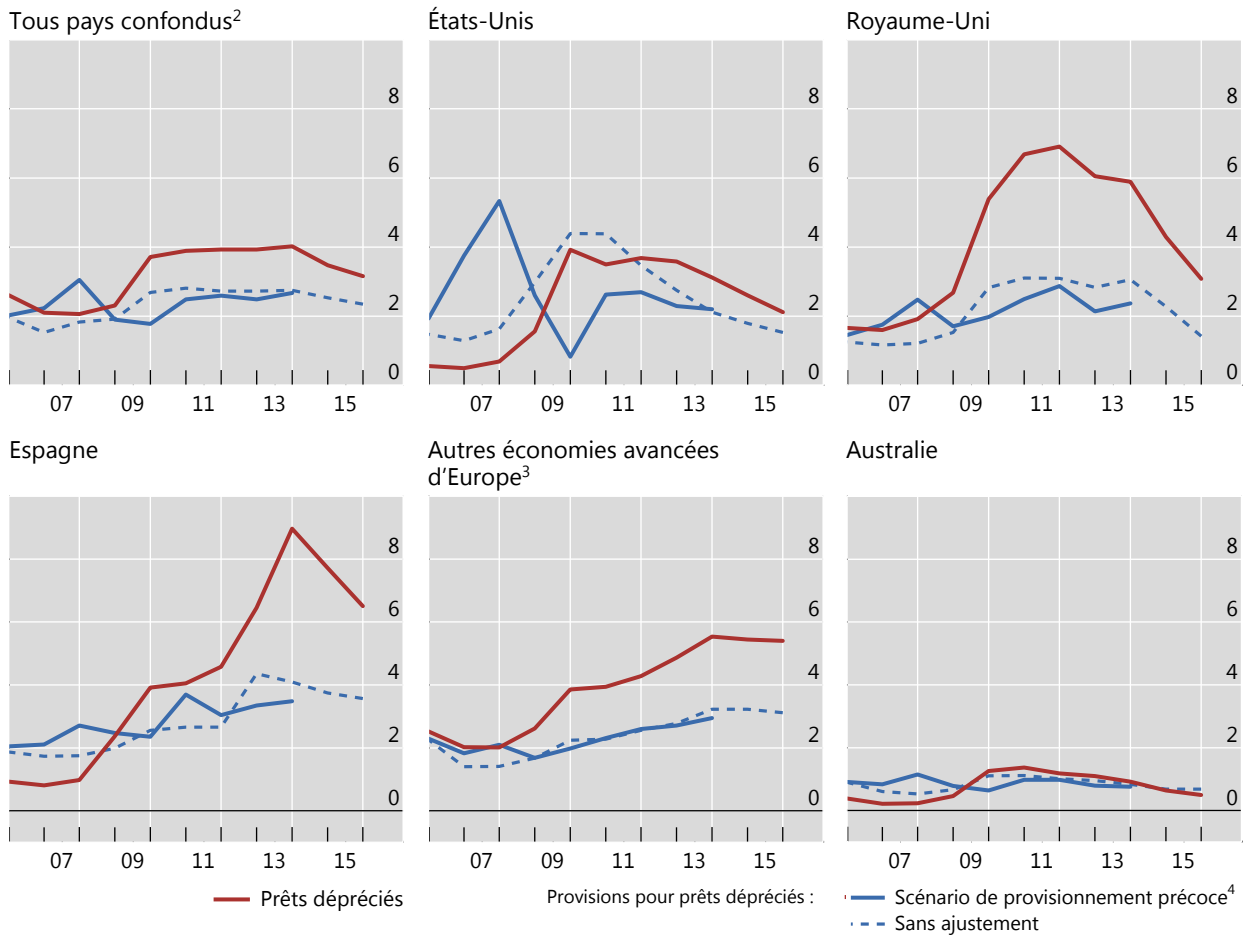 Tous pays confondus²
États-Unis
Royaume-Uni
8
6
4
2
0
07 09 11 13 15
8
6
4
2
0
07 09 11 13 15
8
6
4
2
0
07 09 11 13 15
Espagne
Autres économies avancées
d'Europe³
Australie
8
6
4
2
0
07 09 11 13 15
8
6
4
2
0
07 09 11 13 15
8
6
4
2
0
07 09 11 13 15
Prêts dépréciés
Provisions pour prêts dépréciés :
Scénario de provisionnement précoce⁴
Sans ajustement